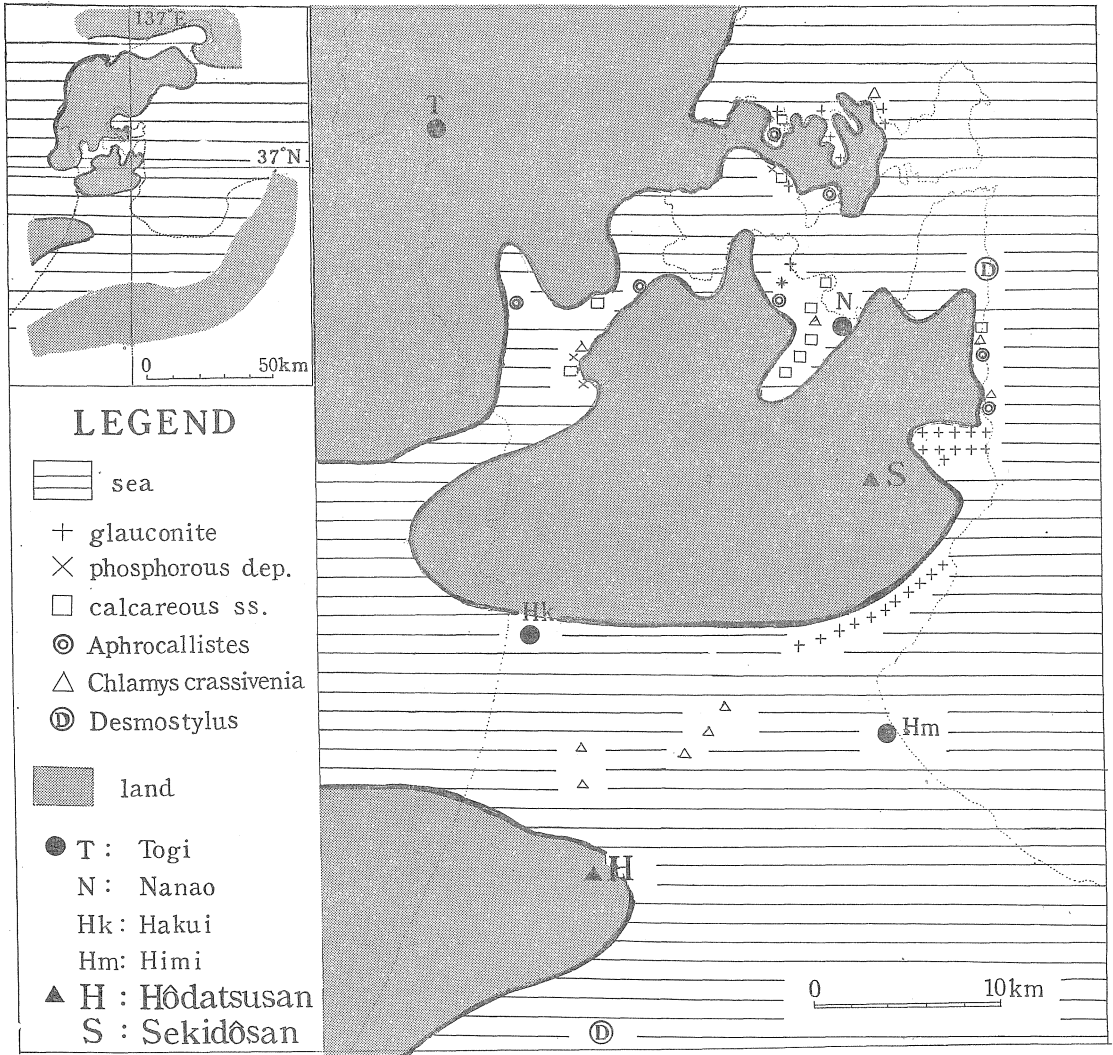 137°E
37°N
0 50km
LEGEND
sea
+ glauconite
× phosphorous dep.
□ calcareous ss.
◎ Aphrocallistes
△ Chlamys crassivenia
Ⓓ Desmostylus
land
● T : Togi
N : Nanao
Hk : Hakui
Hm: Himi
▲ H : Hôdatsusan
S : Sekidôsan
T
D
N
S
Hk
Hm
H
0 10km
D